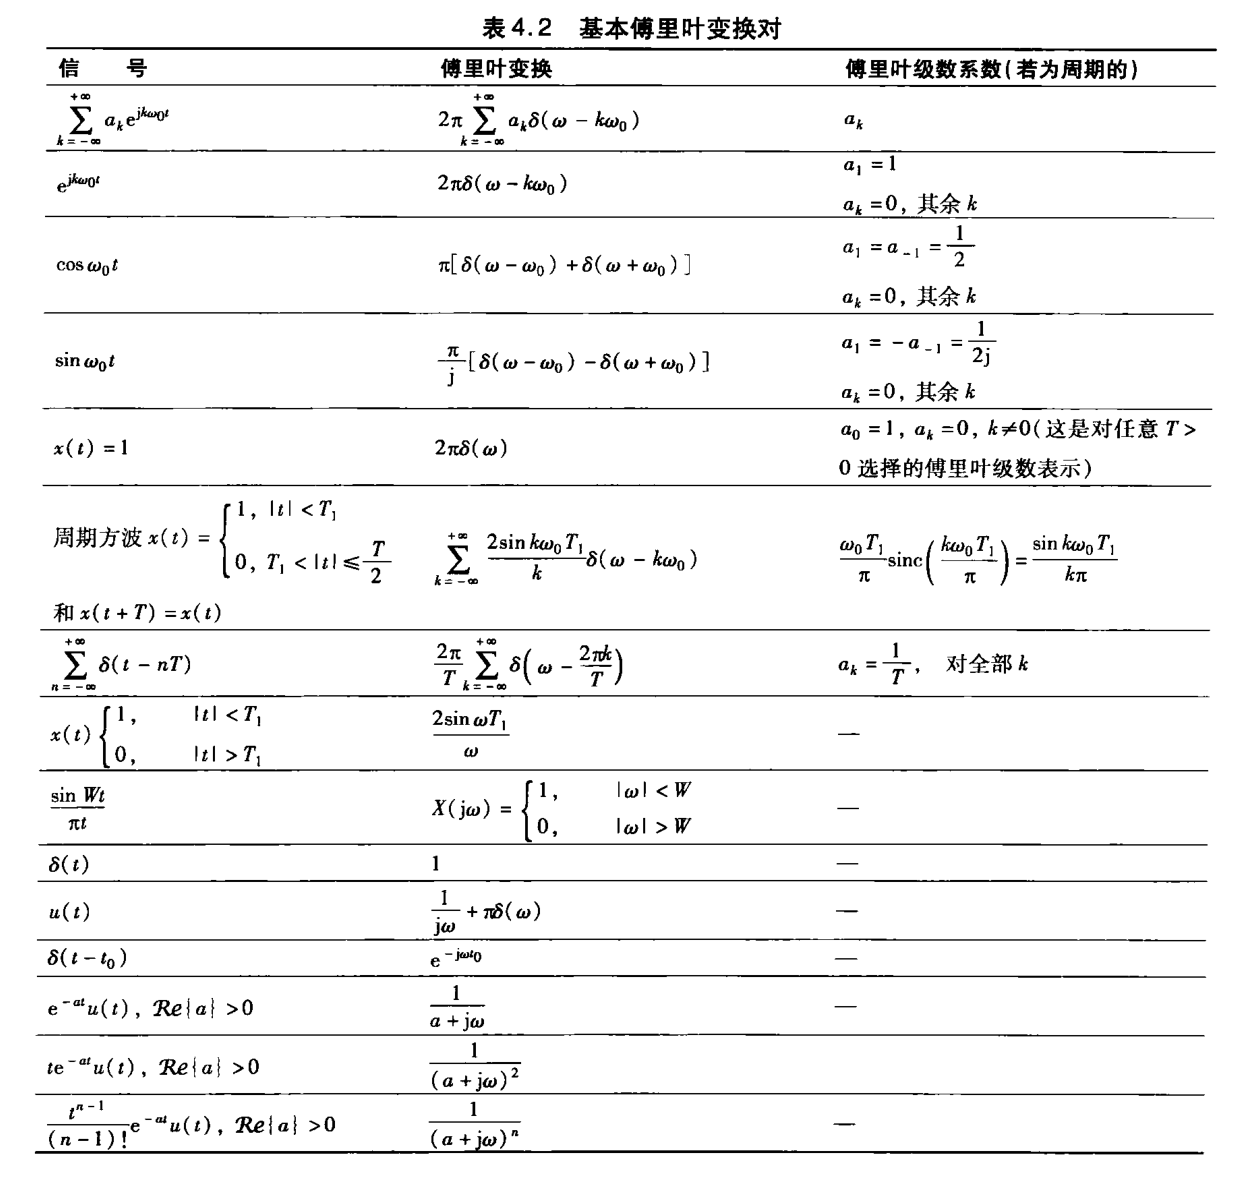 表4.2 基本傅里叶变换对
信 号 傅里叶变换 傅里叶级数系数(若为周期的)
$\sum_{k=-\infty}^{+\infty} a_k e^{jk\omega_0 t}$ $2\pi\sum_{k=-\infty}^{+\infty} a_k\delta(\omega-k\omega_0)$ $a_k$
$e^{jk\omega_0 t}$ $2\pi\delta(\omega-k\omega_0)$ $a_1=1$
$a_k=0$, 其余 $k$
$\cos\omega_0 t$ $\pi[\delta(\omega-\omega_0)+\delta(\omega+\omega_0)]$ $a_1=a_{-1}=\frac{1}{2}$
$a_k=0$, 其余 $k$
$\sin\omega_0 t$ $\frac{\pi}{j}[\delta(\omega-\omega_0)-\delta(\omega+\omega_0)]$ $a_1=-a_{-1}=\frac{1}{2j}$
$a_k=0$, 其余 $k$
$x(t)=1$ $2\pi\delta(\omega)$ $a_0=1, a_k=0, k\neq0$(这是对任意 $T>$
0 选择的傅里叶级数表示)
周期方波 $x(t)=\begin{cases}1, & |t|<T_1\\0, & T_1<|t|\leq\frac{T}{2}\end{cases}$ $\sum_{k=-\infty}^{+\infty}\frac{2\sin k\omega_0T_1}{k}\delta(\omega-k\omega_0)$ $\frac{\omega_0T_1}{\pi}\mathrm{sinc}\left(\frac{k\omega_0T_1}{\pi}\right)=\frac{\sin k\omega_0T_1}{k\pi}$
和 $x(t+T)=x(t)$
$\sum_{n=-\infty}^{+\infty}\delta(t-nT)$ $\frac{2\pi}{T}\sum_{k=-\infty}^{+\infty}\delta\left(\omega-\frac{2\pi k}{T}\right)$ $a_k=\frac{1}{T}$, 对全部 $k$
$x(t)\begin{cases}1, & |t|<T_1\\0, & |t|>T_1\end{cases}$ $\frac{2\sin\omega T_1}{\omega}$ —
$\frac{\sin Wt}{\pi t}$ $X(j\omega)=\begin{cases}1, & |\omega|<W\\0, & |\omega|>W\end{cases}$ —
$\delta(t)$ 1 —
$u(t)$ $\frac{1}{j\omega}+\pi\delta(\omega)$ —
$\delta(t-t_0)$ $e^{-j\omega t_0}$ —
$e^{-at}u(t)$, $\mathcal{Re}\{a\}>0$ $\frac{1}{a+j\omega}$ —
$te^{-at}u(t)$, $\mathcal{Re}\{a\}>0$ $\frac{1}{(a+j\omega)^2}$
$\frac{t^{n-1}}{(n-1)!}e^{-at}u(t)$, $\mathcal{Re}\{a\}>0$ $\frac{1}{(a+j\omega)^n}$ —